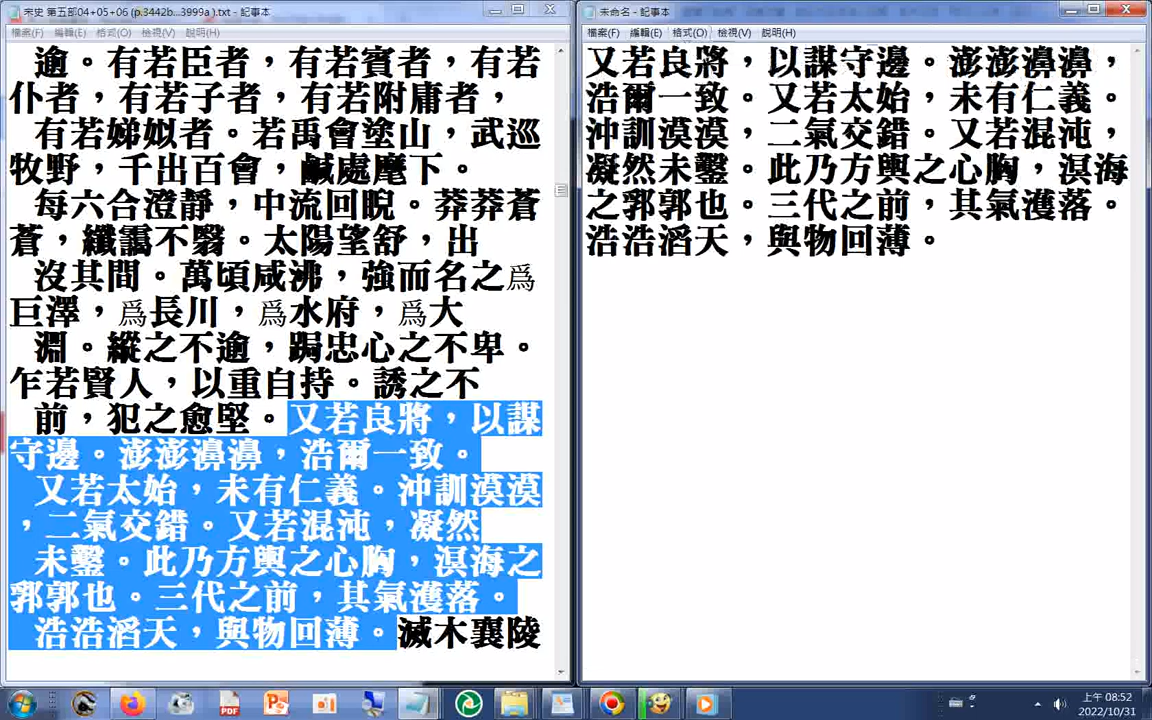 宋史 第五部04+05+06 (p.3442b...3999a ).txt - 記事本
檔案(F) 編輯(E) 格式(O) 檢視(V) 說明(H)
逾。有若臣者，有若賓者，有若
仆者，有若子者，有若附庸者，
有若娣姒者。若禹會塗山，武巡
牧野，千出百會，鹹處麾下。
每六合澄靜，中流回睨。莽莽蒼
蒼，纖靄不翳。太陽望舒，出
沒其間。萬頃咸沸，強而名之爲
巨澤，爲長川，爲水府，爲大
淵。縱之不逾，跼忠心之不卑。
乍若賢人，以重自持。誘之不
前，犯之愈堅。又若良將，以謀
守邊。澎澎濞濞，浩爾一致。
又若太始，未有仁義。沖訓漠漠
，二氣交錯。又若混沌，凝然
未鑿。此乃方輿之心胸，溟海之
郛郭也。三代之前，其氣濩落。
浩浩滔天，與物回薄。滅木襄陵
未命名 - 記事本
檔案(F) 編輯(E) 格式(O) 檢視(V) 說明(H)
又若良將，以謀守邊。澎澎濞濞，
浩爾一致。又若太始，未有仁義。
沖訓漠漠，二氣交錯。又若混沌，
凝然未鑿。此乃方輿之心胸，溟海
之郛郭也。三代之前，其氣濩落。
浩浩滔天，與物回薄。
上午 08:52
2022/10/31